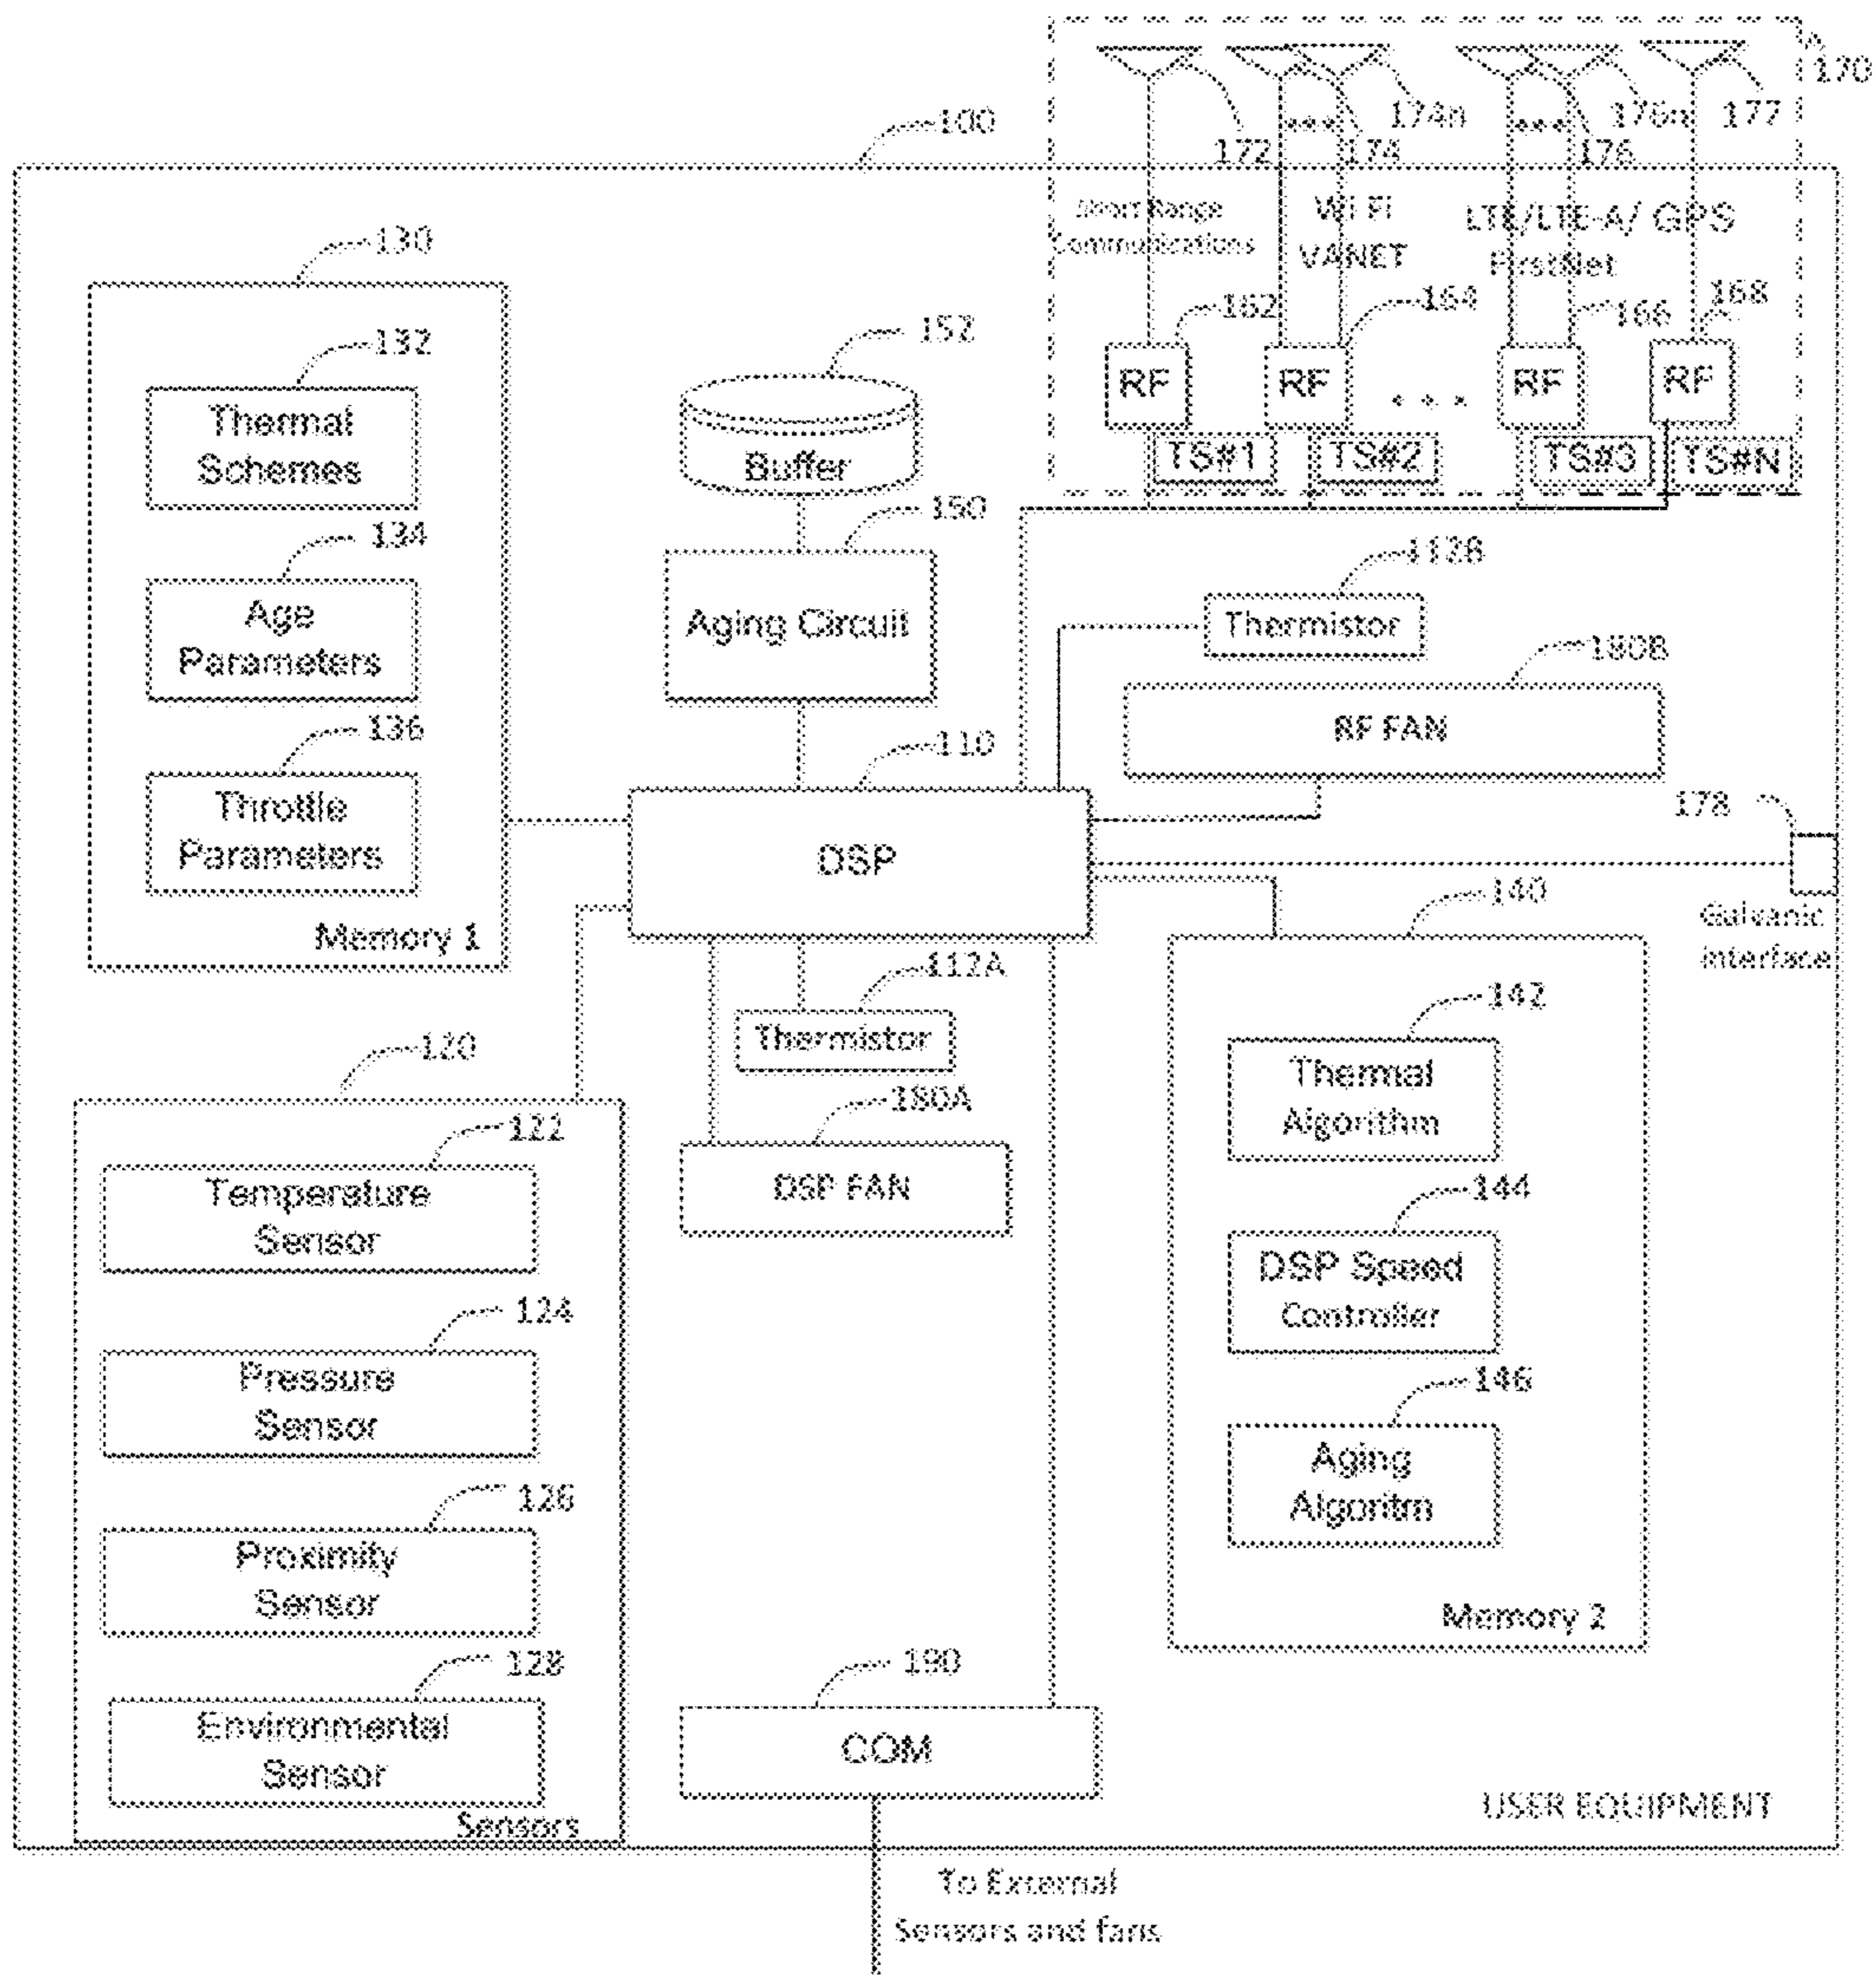 170
174n
176n
177
100
172
174
176
Short Range
Communications
Wi Fi
VANET
LTE/LTE-A/
FirstNet
GPS
130
162
164
166
168
132
152
RF
RF
RF
RF
...
Thermal
Schemes
Buffer
TS#1
TS#2
TS#3
TS#N
150
134
112B
Age
Parameters
Aging Circuit
Thermistor
180B
136
110
RF FAN
178
Throttle
Parameters
DSP
140
Galvanic
interface
Memory 1
112A
142
Thermistor
120
Thermal
Algorithm
180A
122
Temperature
Sensor
DSP FAN
144
DSP Speed
Controller
124
Pressure
Sensor
146
Aging
Algoritm
126
Proximity
Sensor
Memory 2
128
190
Environmental
Sensor
COM
Sensors
USER EQUIPMENT
To External
Sensors and fans